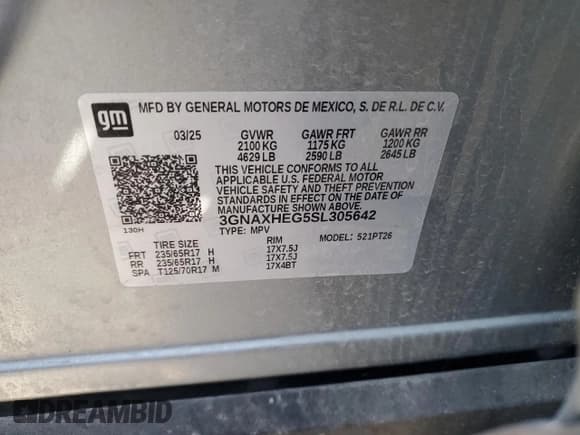 gm
MFD BY GENERAL MOTORS DE MEXICO, S. DE R.L. DE C.V.
03/25 GVWR GAWR FRT GAWR RR
2100 KG 1175 KG 1200 KG
4629 LB 2590 LB 2645 LB
THIS VEHICLE CONFORMS TO ALL
APPLICABLE U.S. FEDERAL MOTOR
VEHICLE SAFETY AND THEFT PREVENTION
STANDARDS IN EFFECT ON THE DATE OF
MANUFACTURE SHOWN ABOVE.
3GNAXHEG5SL305642
130H TYPE: MPV MODEL: 521PT26
TIRE SIZE RIM
FRT 235/65R17 H 17X7.5J
RR 235/65R17 H 17X7.5J
SPA T125/70R17 M 17X4BT
DREAMBID